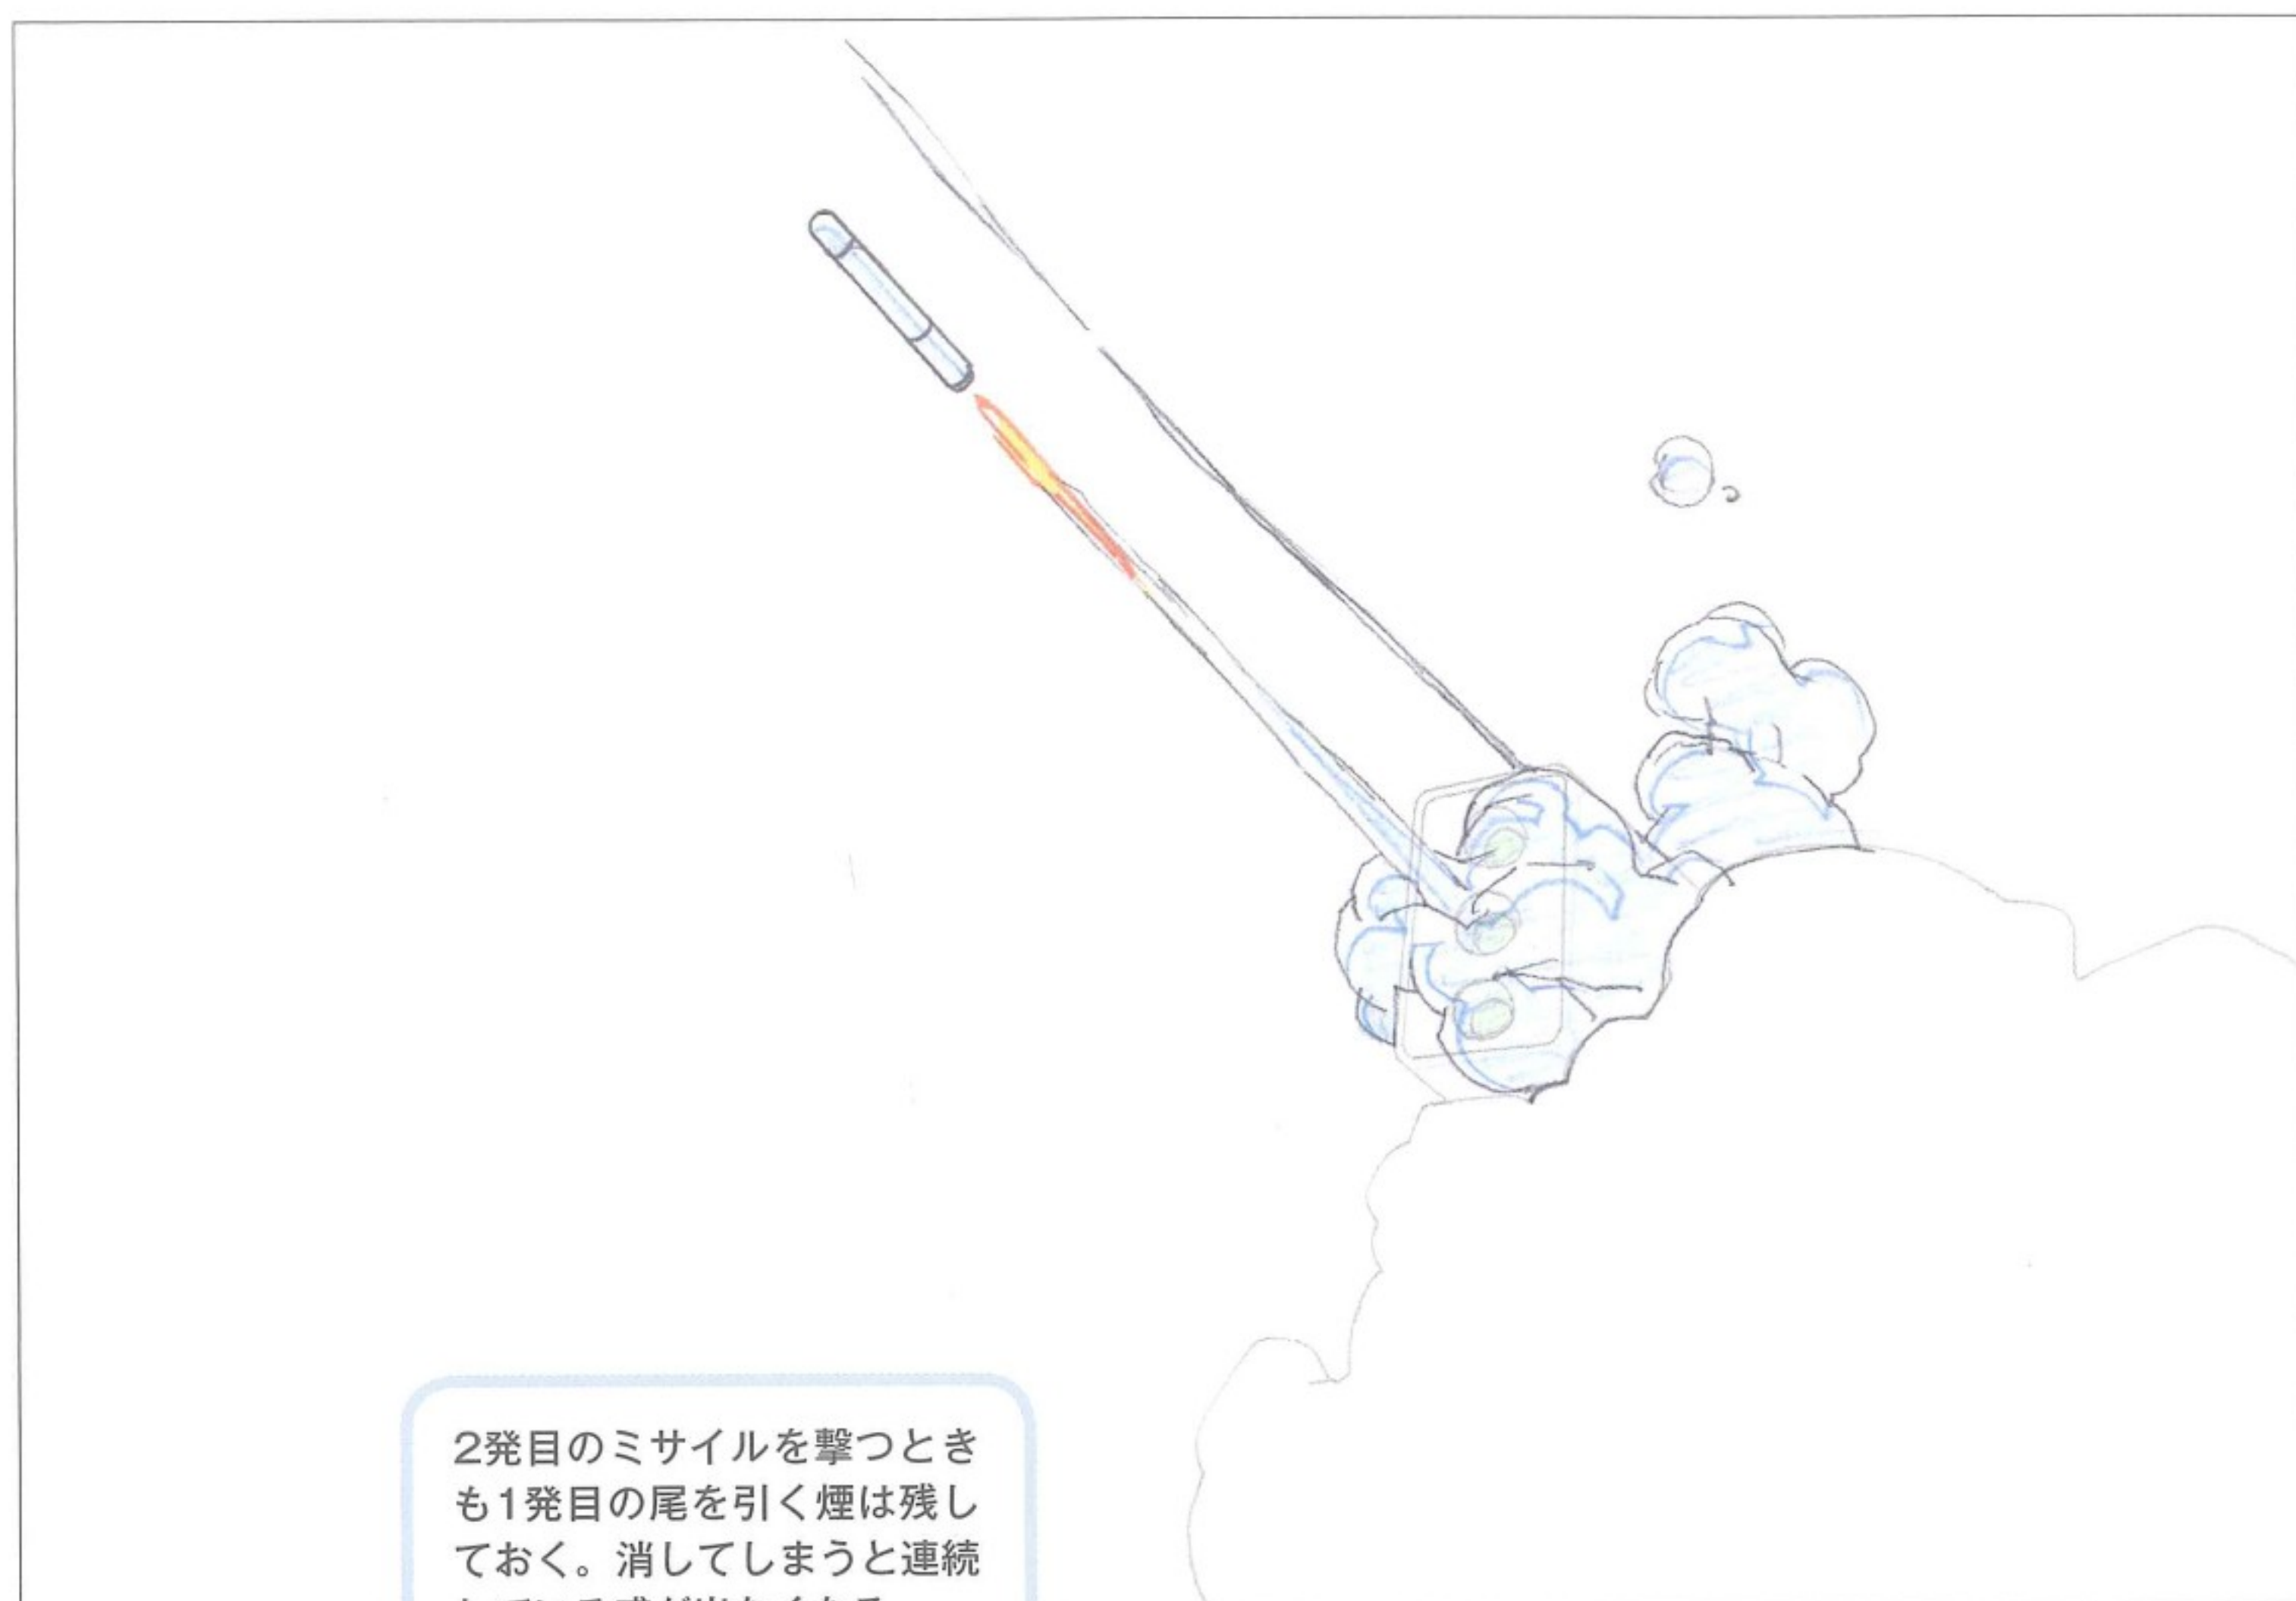 2発目のミサイルを撃つとき
も1発目の尾を引く煙は残し
ておく。消してしまうと連続